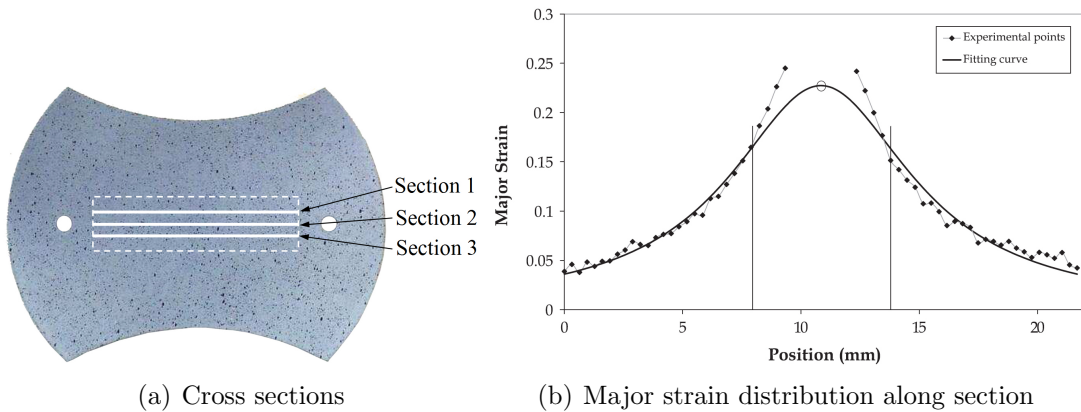 Section 1
Section 2
Section 3
(a) Cross sections
0.3
0.25
0.2
0.15
0.1
0.05
0
Major Strain
Experimental points
Fitting curve
0
5
10
15
20
Position (mm)
(b) Major strain distribution along section